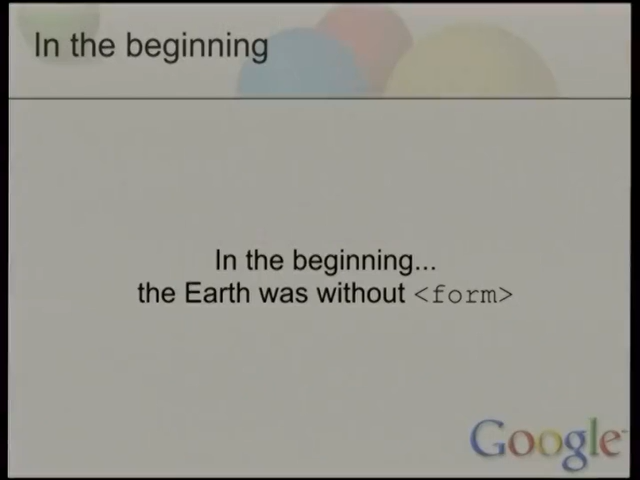 In the beginning
In the beginning...
the Earth was without <form>
Google